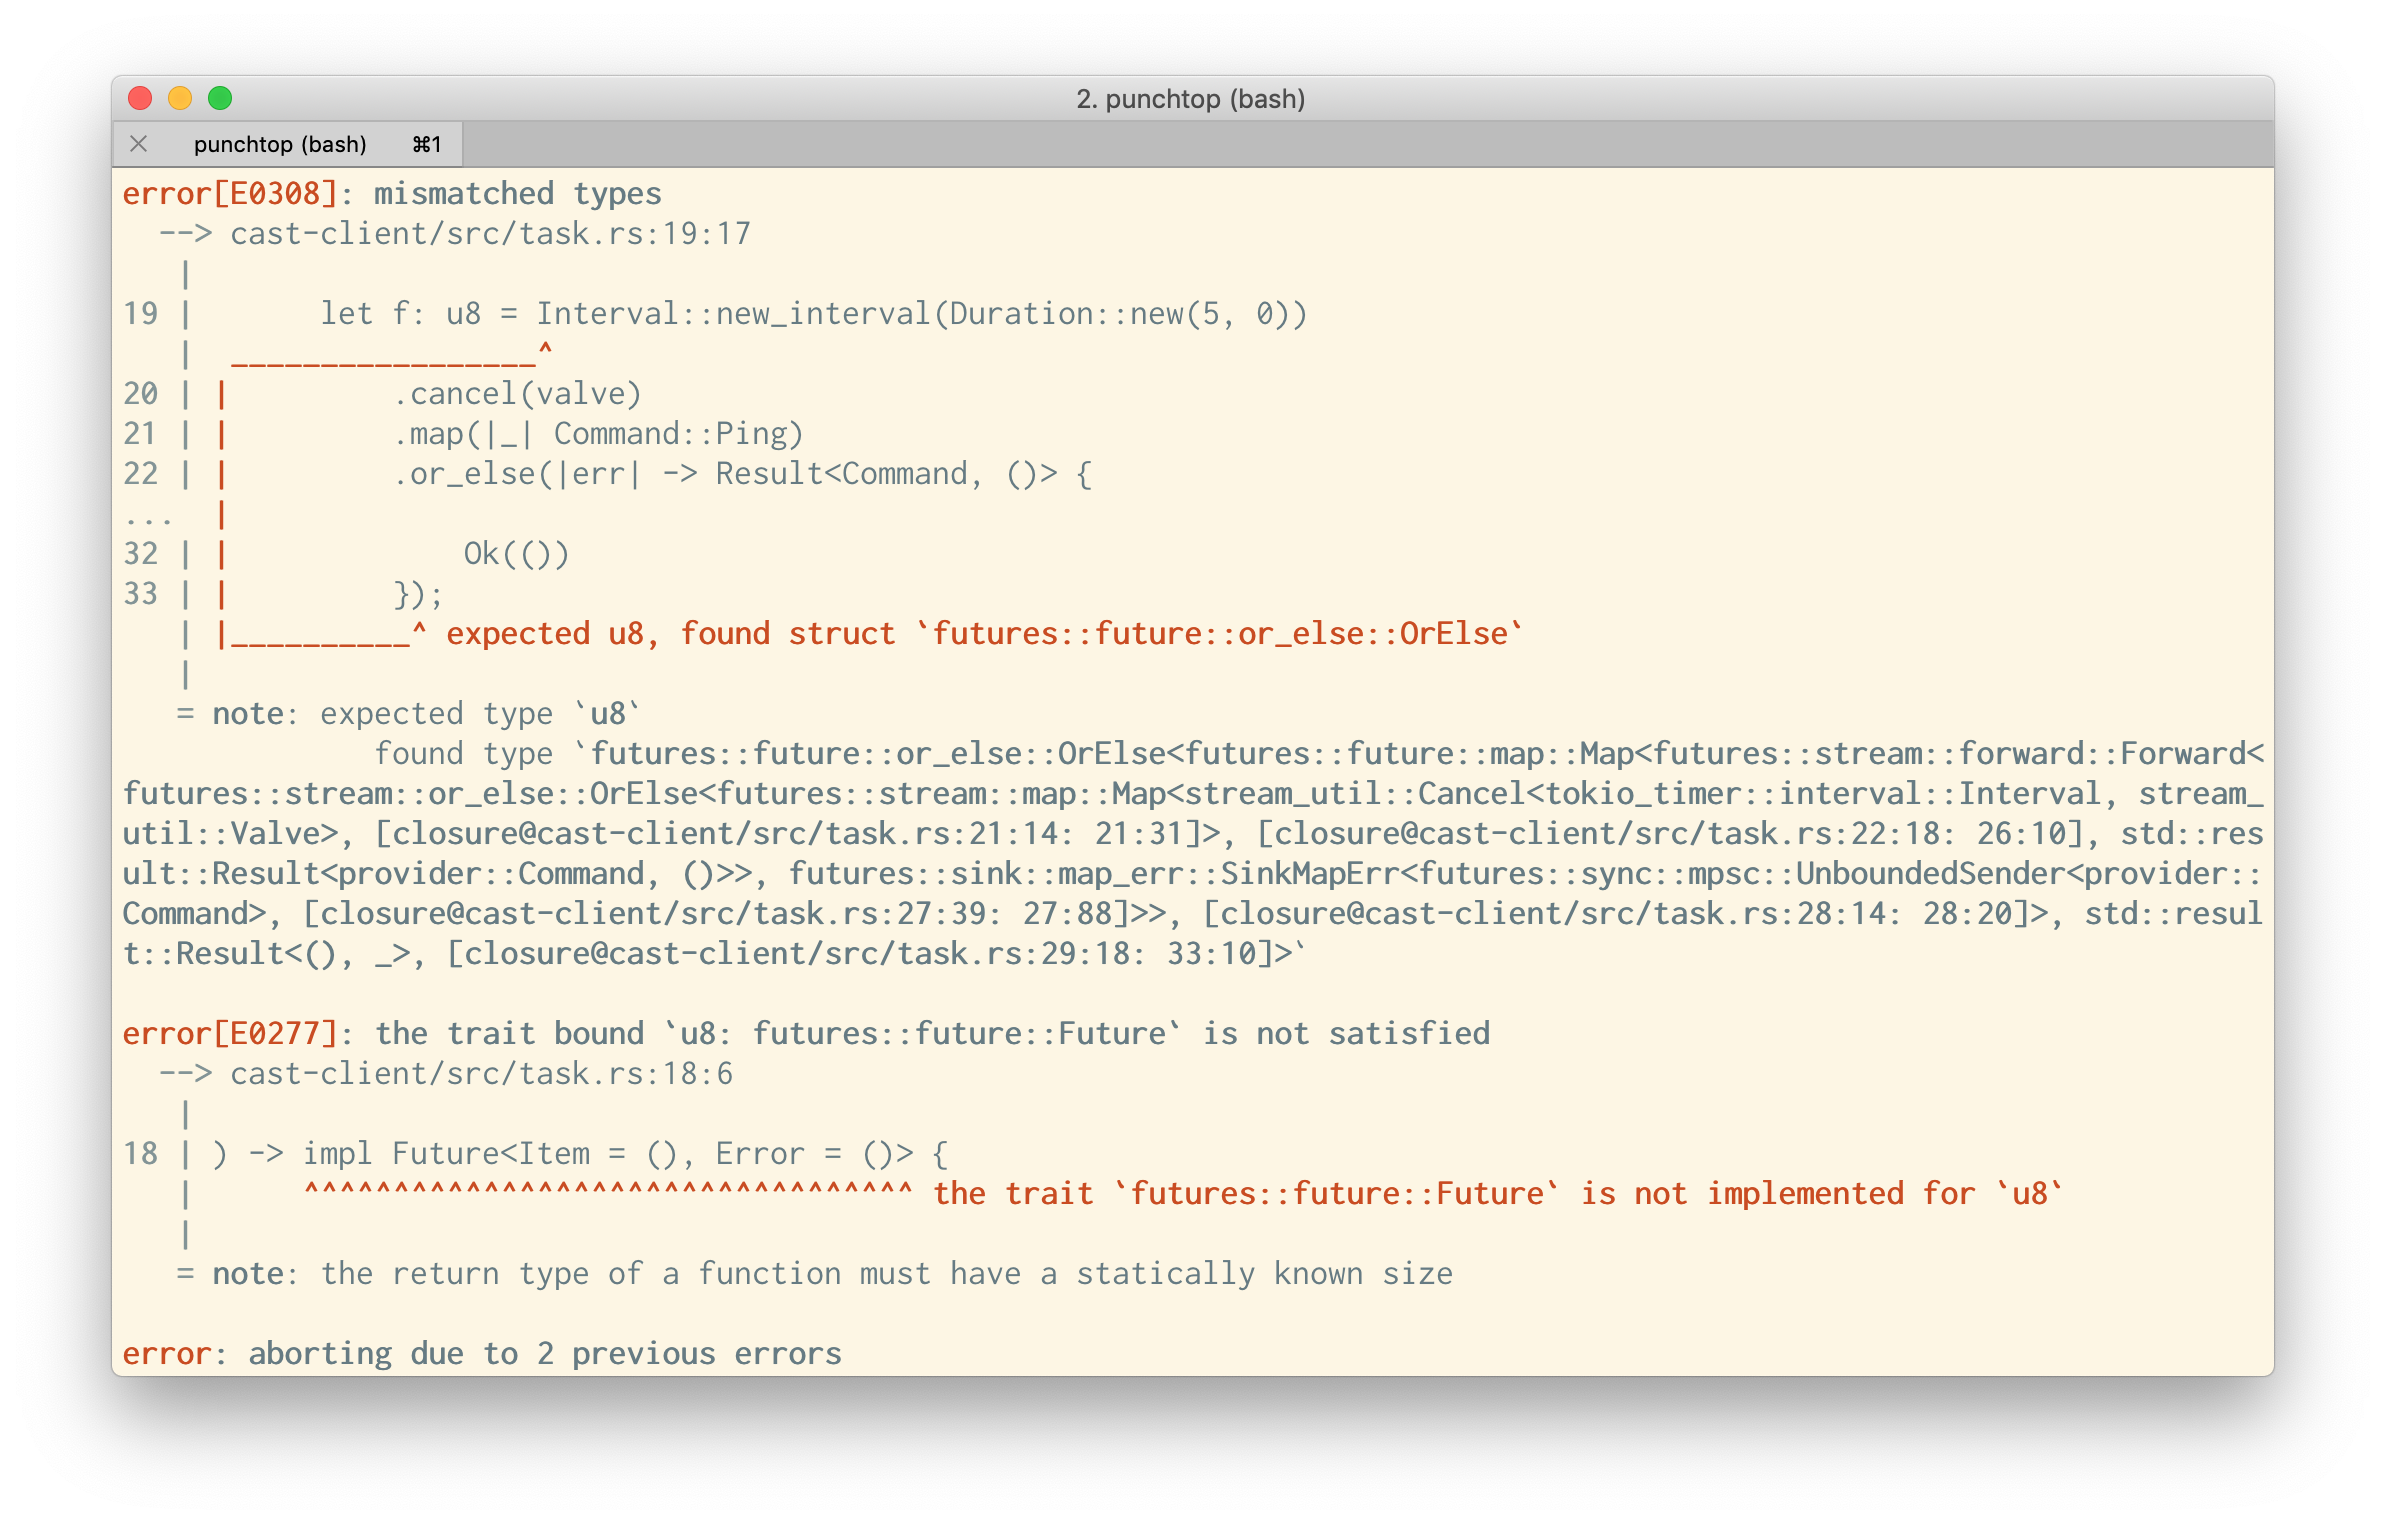 2. punchtop (bash)
punchtop (bash) ⌘1
error[E0308]: mismatched types
  --> cast-client/src/task.rs:19:17
   |
19 |       let f: u8 = Interval::new_interval(Duration::new(5, 0))
   |  _________________^
20 | |         .cancel(valve)
21 | |         .map(|_| Command::Ping)
22 | |         .or_else(|err| -> Result<Command, ()> {
...  |
32 | |             Ok(())
33 | |         });
   | |__________^ expected u8, found struct `futures::future::or_else::OrElse`
   |
   = note: expected type `u8`
              found type `futures::future::or_else::OrElse<futures::future::map::Map<futures::stream::forward::Forward<
futures::stream::or_else::OrElse<futures::stream::map::Map<stream_util::Cancel<tokio_timer::interval::Interval, stream_
util::Valve>, [closure@cast-client/src/task.rs:21:14: 21:31]>, [closure@cast-client/src/task.rs:22:18: 26:10], std::res
ult::Result<provider::Command, ()>>, futures::sink::map_err::SinkMapErr<futures::sync::mpsc::UnboundedSender<provider::
Command>, [closure@cast-client/src/task.rs:27:39: 27:88]>>, [closure@cast-client/src/task.rs:28:14: 28:20]>, std::resul
t::Result<(), _>, [closure@cast-client/src/task.rs:29:18: 33:10]>`

error[E0277]: the trait bound `u8: futures::future::Future` is not satisfied
  --> cast-client/src/task.rs:18:6
   |
18 | ) -> impl Future<Item = (), Error = ()> {
   |      ^^^^^^^^^^^^^^^^^^^^^^^^^^^^^^^^^^ the trait `futures::future::Future` is not implemented for `u8`
   |
   = note: the return type of a function must have a statically known size

error: aborting due to 2 previous errors